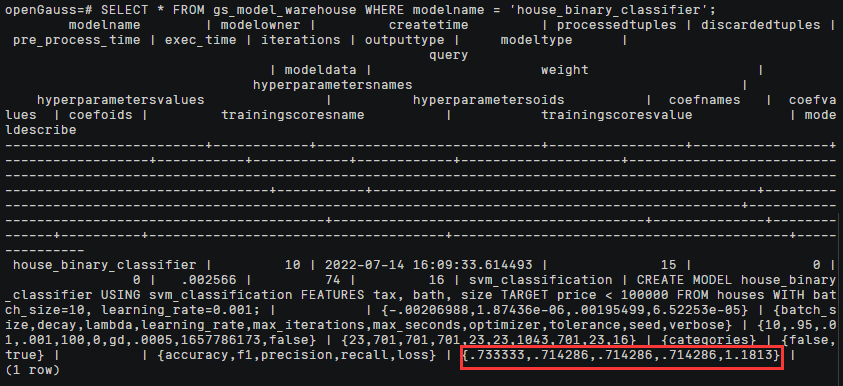 openGauss=# SELECT * FROM gs_model_warehouse WHERE modelname = 'house_binary_classifier';
modelname | modelowner | createtime | processedtuples | discardedtuples |
pre_process_time | exec_time | iterations | outputtype | modeltype |
query
| modeldata | weight |
hyperparametersnames |
hyperparametersvalues | hyperparametersoids | coefnames | coefva
lues | coefoids | trainingscoresname | trainingscoresvalue | mode
ldescribe
-------------------------+------------+------------------------------+-----------------+-----------------+
------------------+-----------+------------+------------+--------------------+---------------------------
---------------------------------------------------------------------------------------------------------
---------------------------------+-----------+-----------------------------------------------+-----------
---------------------------------------------------------------------------------+-----------------------
----------------------------------------+---------------------------------------+--------------+---------
------+----------+--------------------------------------+------------------------------------------+-----
----------
house_binary_classifier | 10 | 2022-07-14 16:09:33.614493 | 15 | 0 |
0 | .002566 | 74 | 16 | svm_classification | CREATE MODEL house_binary
_classifier USING svm_classification FEATURES tax, bath, size TARGET price < 100000 FROM houses WITH bat
ch_size=10, learning_rate=0.001; | | {-.00206988,1.87436e-06,.00195499,6.52253e-05} | {batch_s
ize,decay,lambda,learning_rate,max_iterations,max_seconds,optimizer,tolerance,seed,verbose} | {10,.95,.0
1,.001,100,0,gd,.0005,1657786173,false} | {23,701,701,701,23,23,1043,701,23,16} | {categories} | {false,
true} | | {accuracy,f1,precision,recall,loss} | {.733333,.714286,.714286,.714286,1.1813} |
(1 row)